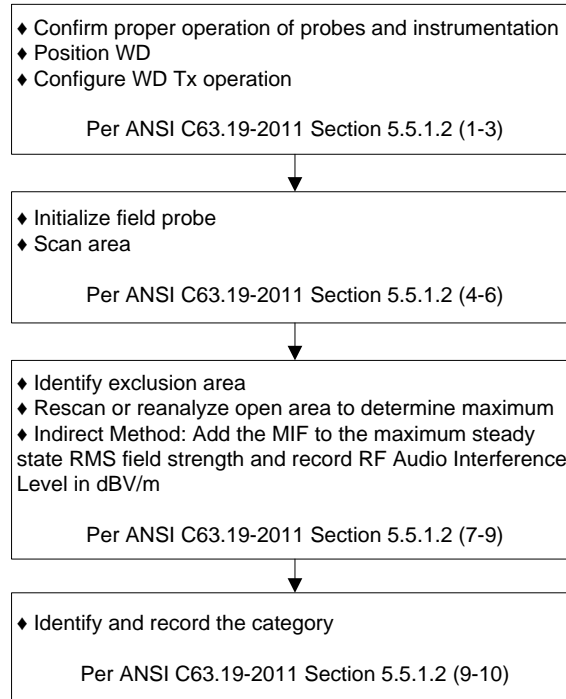 ♦ Confirm proper operation of probes and instrumentation
♦ Position WD
♦ Configure WD Tx operation
Per ANSI C63.19-2011 Section 5.5.1.2 (1-3)
♦ Initialize field probe
♦ Scan area
Per ANSI C63.19-2011 Section 5.5.1.2 (4-6)
♦ Identify exclusion area
♦ Rescan or reanalyze open area to determine maximum
♦ Indirect Method: Add the MIF to the maximum steady
state RMS field strength and record RF Audio Interference
Level in dBV/m
Per ANSI C63.19-2011 Section 5.5.1.2 (7-9)
♦ Identify and record the category
Per ANSI C63.19-2011 Section 5.5.1.2 (9-10)